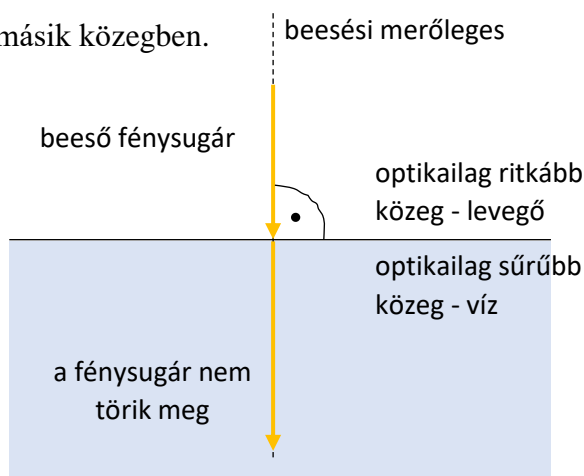 másik közegben.
beesési merőleges
beeső fénysugár
optikailag ritkább
közeg - levegő
optikailag sűrűbb
közeg - víz
a fénysugár nem
törik meg